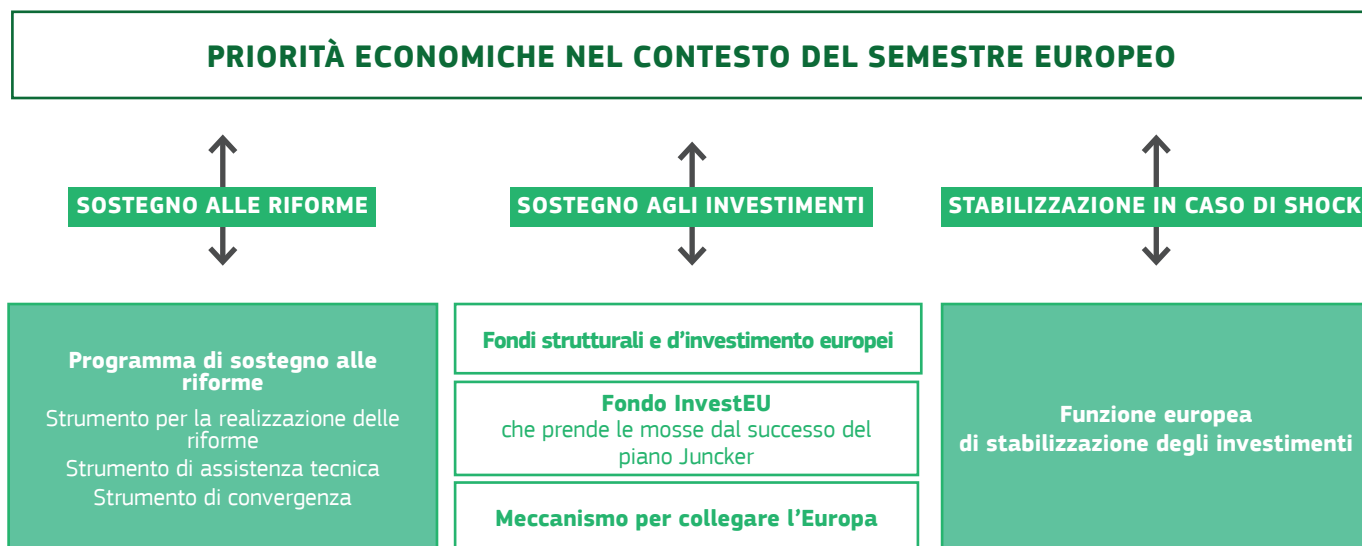 PRIORITÀ ECONOMICHE NEL CONTESTO DEL SEMESTRE EUROPEO
SOSTEGNO ALLE RIFORME
SOSTEGNO AGLI INVESTIMENTI
STABILIZZAZIONE IN CASO DI SHOCK
Programma di sostegno alle
riforme
Strumento per la realizzazione delle
riforme
Strumento di assistenza tecnica
Strumento di convergenza
Fondi strutturali e d’investimento europei
Fondo InvestEU
che prende le mosse dal successo del
piano Juncker
Meccanismo per collegare l’Europa
Funzione europea
di stabilizzazione degli investimenti